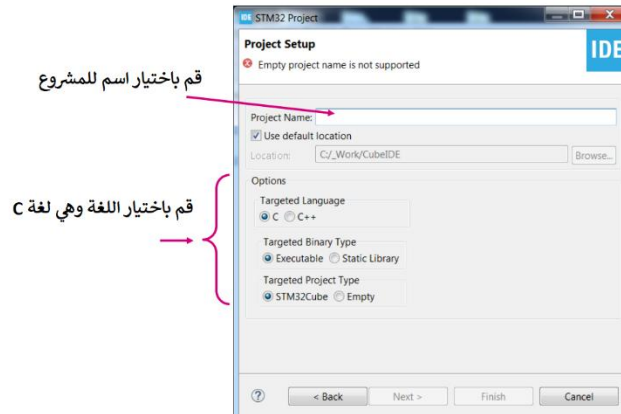 IDE STM32 Project
Project Setup
Empty project name is not supported
IDE
قم باختيار اسم للمشروع
Project Name:
Use default location
Location: C:/_Work/CubeIDE Browse...
Options
Targeted Language
C C++
قم باختيار اللغة وهي لغة C
Targeted Binary Type
Executable Static Library
Targeted Project Type
STM32Cube Empty
? < Back Next > Finish Cancel